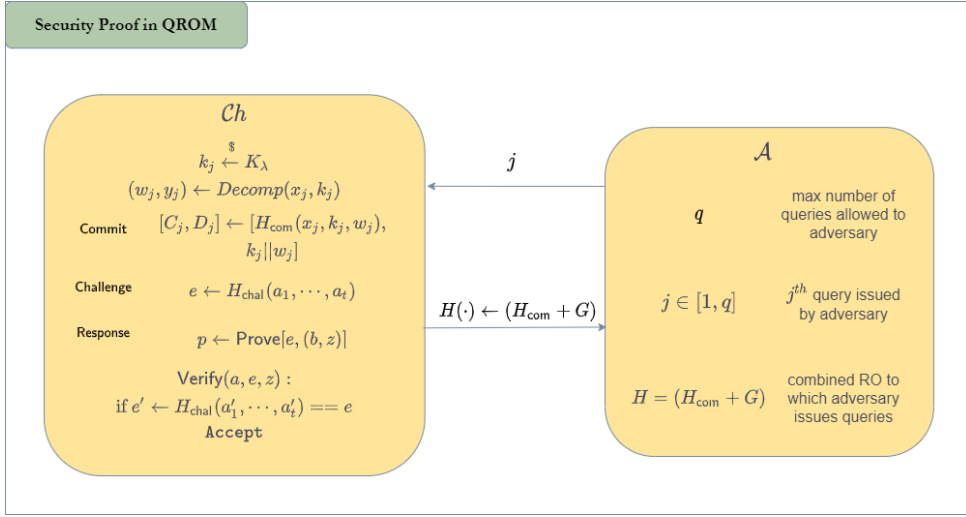 Security Proof in QROM
𝒞h
k_j ←$ K_λ
(w_j, y_j) ← Decomp(x_j, k_j)
Commit [C_j, D_j] ← [H_com(x_j, k_j, w_j),
k_j||w_j]
Challenge e ← H_chal(a_1, ⋯, a_t)
Response p ← Prove[e, (b, z)]
Verify(a, e, z) :
if e′ ← H_chal(a′_1, ⋯, a′_t) == e
Accept
j
H(·) ← (H_com + G)
𝒜
q max number of
queries allowed to
adversary
j ∈ [1, q] j^th query issued
by adversary
H = (H_com + G) combined RO to
which adversary
issues queries